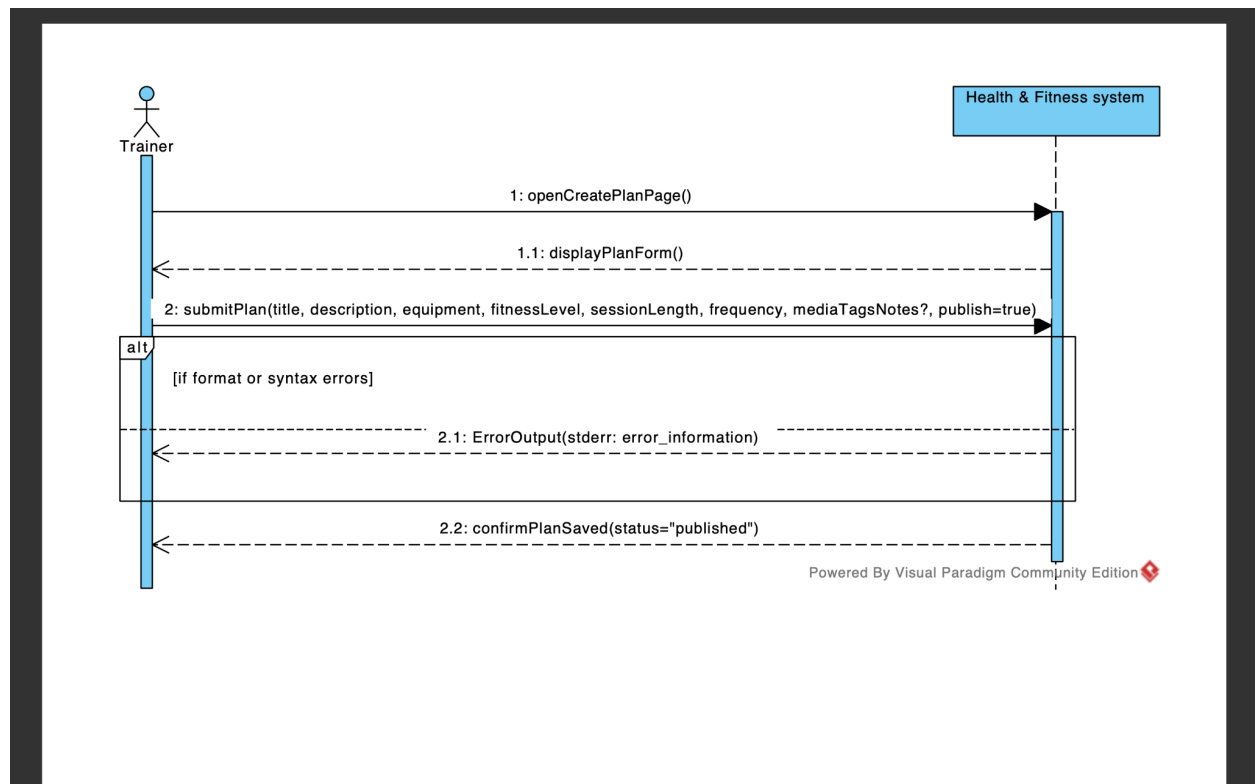 Health & Fitness system
Trainer
1: openCreatePlanPage()
1.1: displayPlanForm()
2: submitPlan(title, description, equipment, fitnessLevel, sessionLength, frequency, mediaTagsNotes?, publish=true)
alt
[if format or syntax errors]
2.1: ErrorOutput(stderr: error_information)
2.2: confirmPlanSaved(status="published")
Powered By Visual Paradigm Community Edition